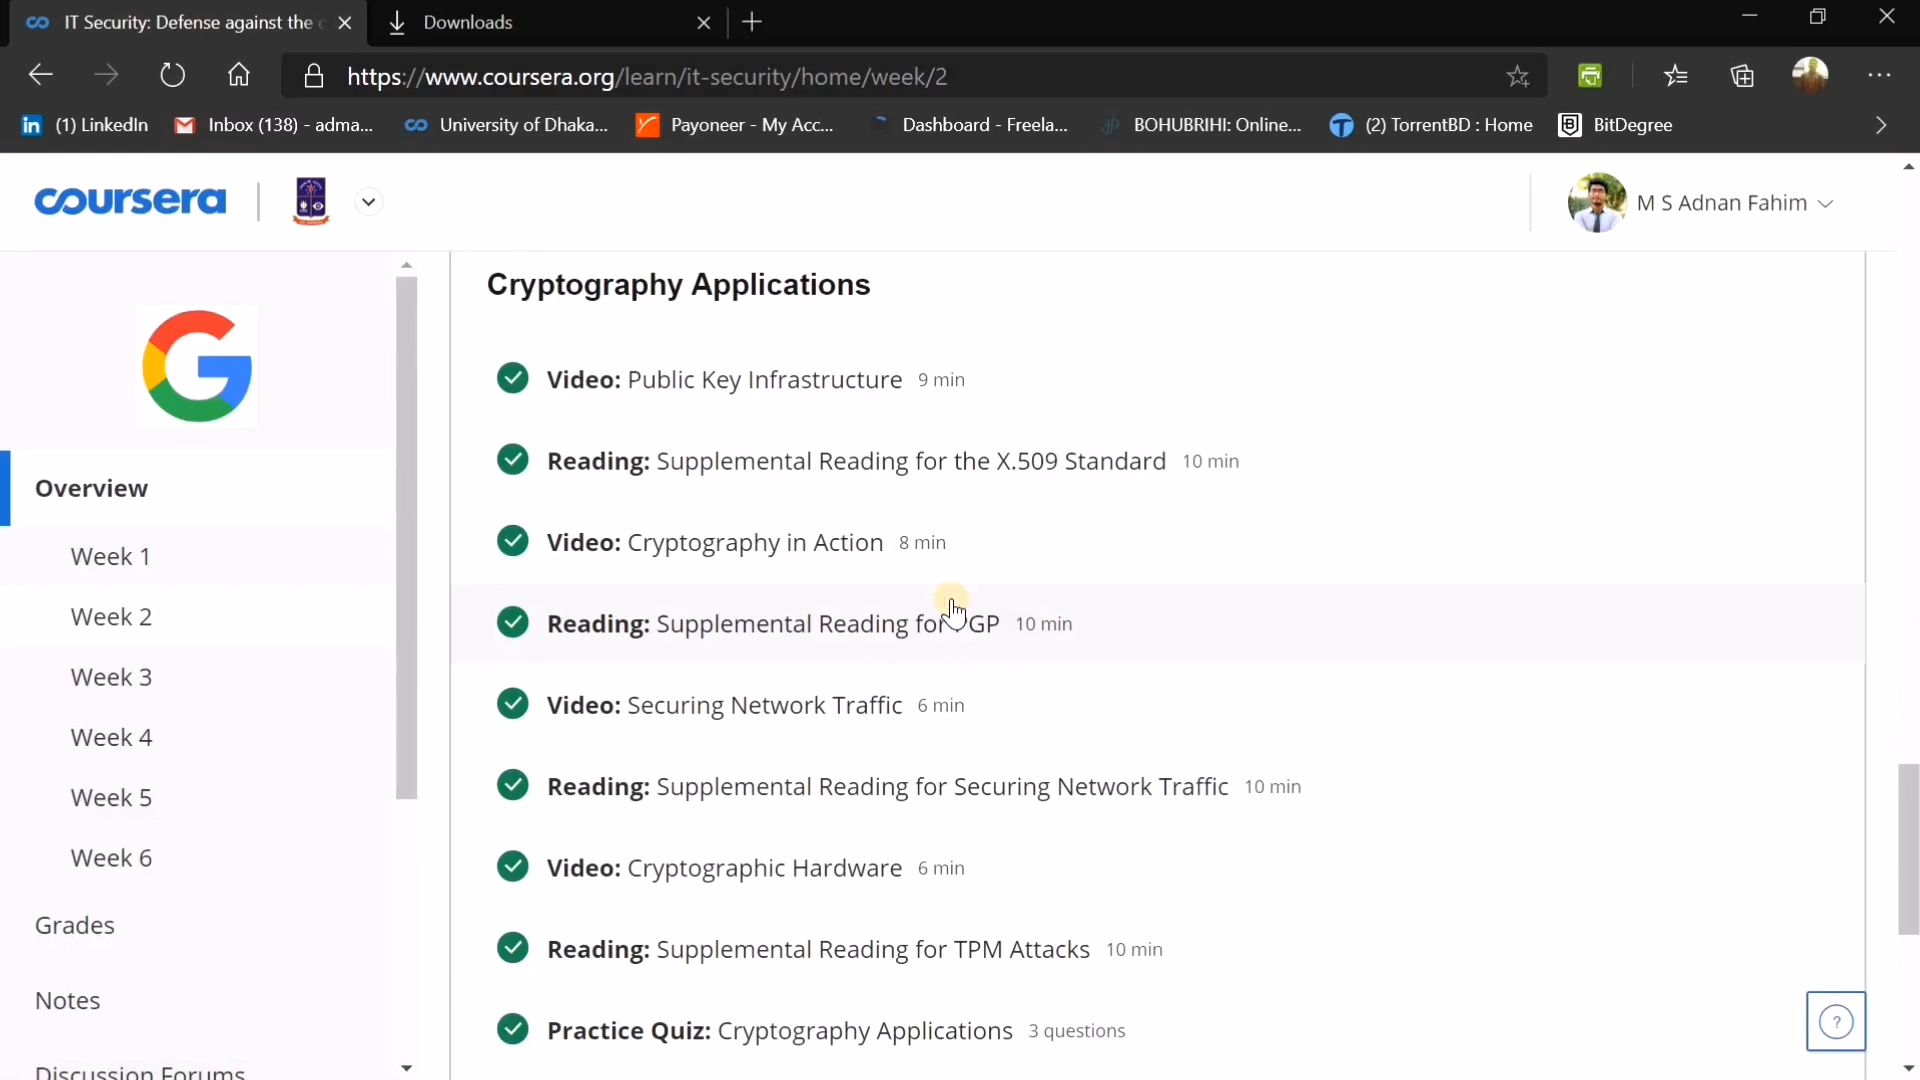 IT Security: Defense against the
Downloads
https://www.coursera.org/learn/it-security/home/week/2
(1) LinkedIn
Inbox (138) - adma...
University of Dhaka...
Payoneer - My Acc...
Dashboard - Freela...
BOHUBRIHI: Online...
(2) TorrentBD : Home
BitDegree
coursera
M S Adnan Fahim
Overview
Week 1
Week 2
Week 3
Week 4
Week 5
Week 6
Grades
Notes
Discussion Forums
Cryptography Applications
Video: Public Key Infrastructure 9 min
Reading: Supplemental Reading for the X.509 Standard 10 min
Video: Cryptography in Action 8 min
Reading: Supplemental Reading for PGP 10 min
Video: Securing Network Traffic 6 min
Reading: Supplemental Reading for Securing Network Traffic 10 min
Video: Cryptographic Hardware 6 min
Reading: Supplemental Reading for TPM Attacks 10 min
Practice Quiz: Cryptography Applications 3 questions
?